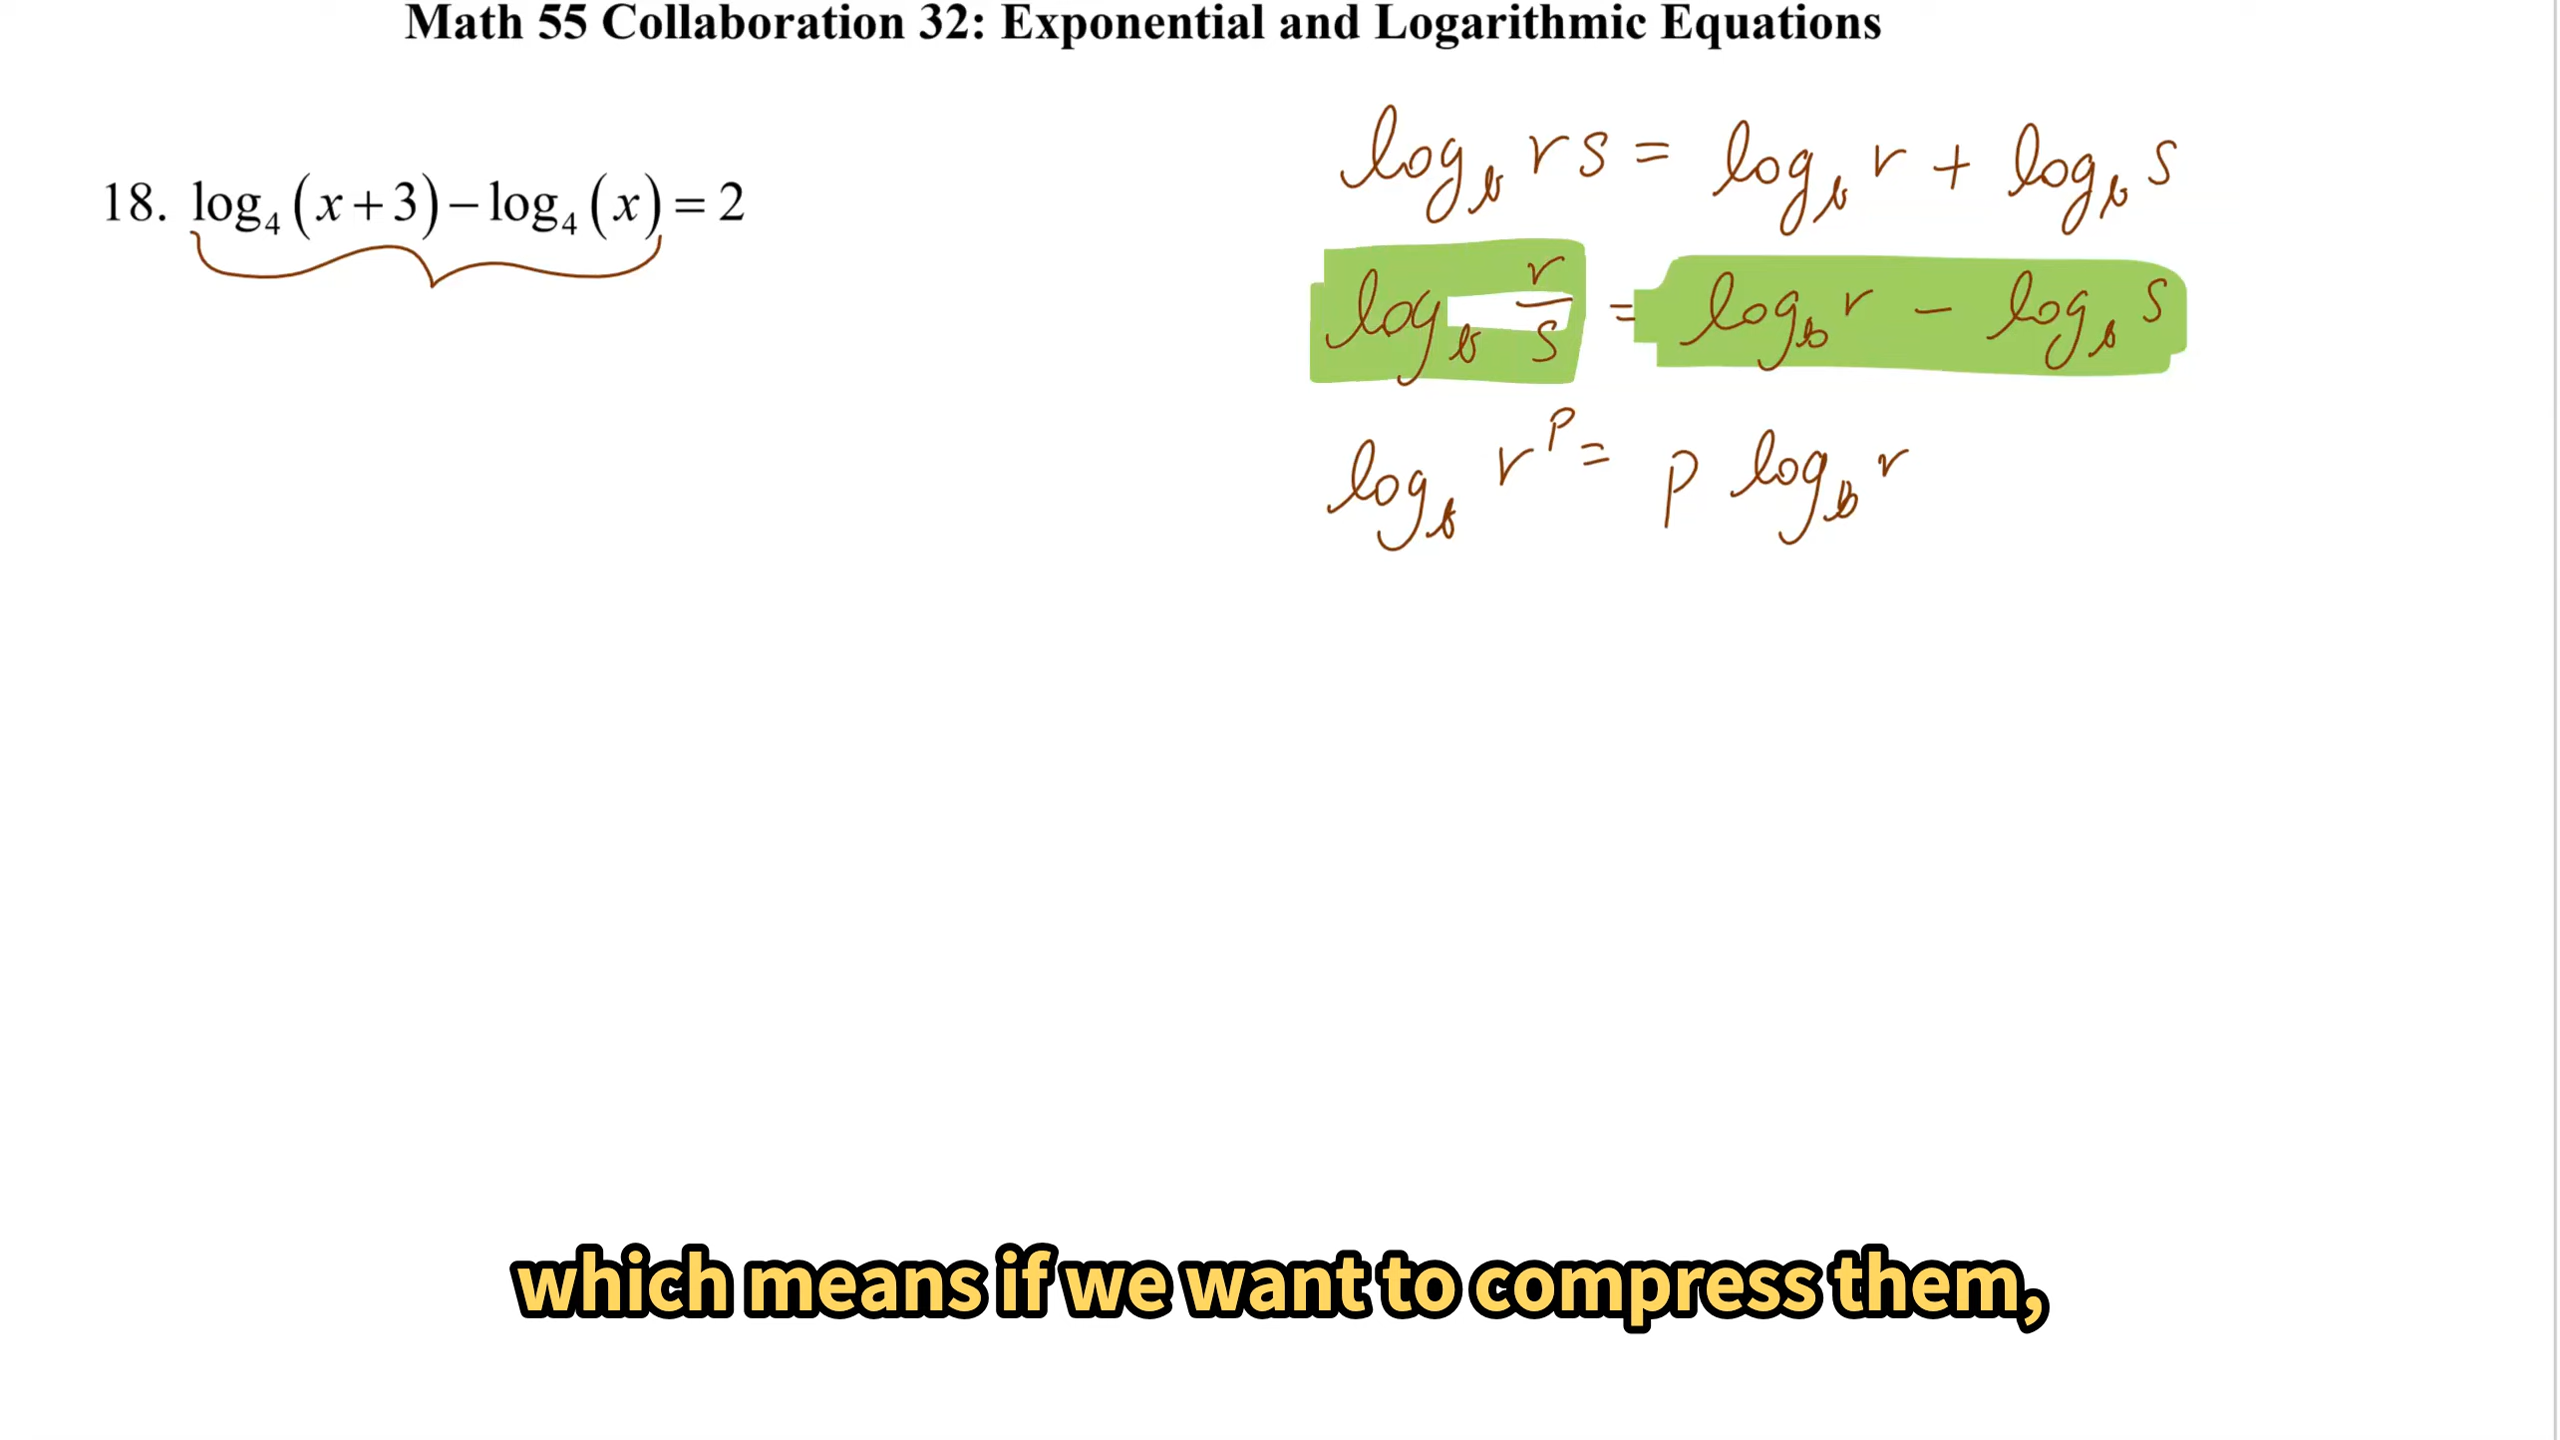 Math 55 Collaboration 32: Exponential and Logarithmic Equations
18. log₄(x+3)−log₄(x)=2
log_b rs = log_b r + log_b s
log_b r/s = log_b r − log_b s
log_b r^p = p log_b r
which means if we want to compress them,